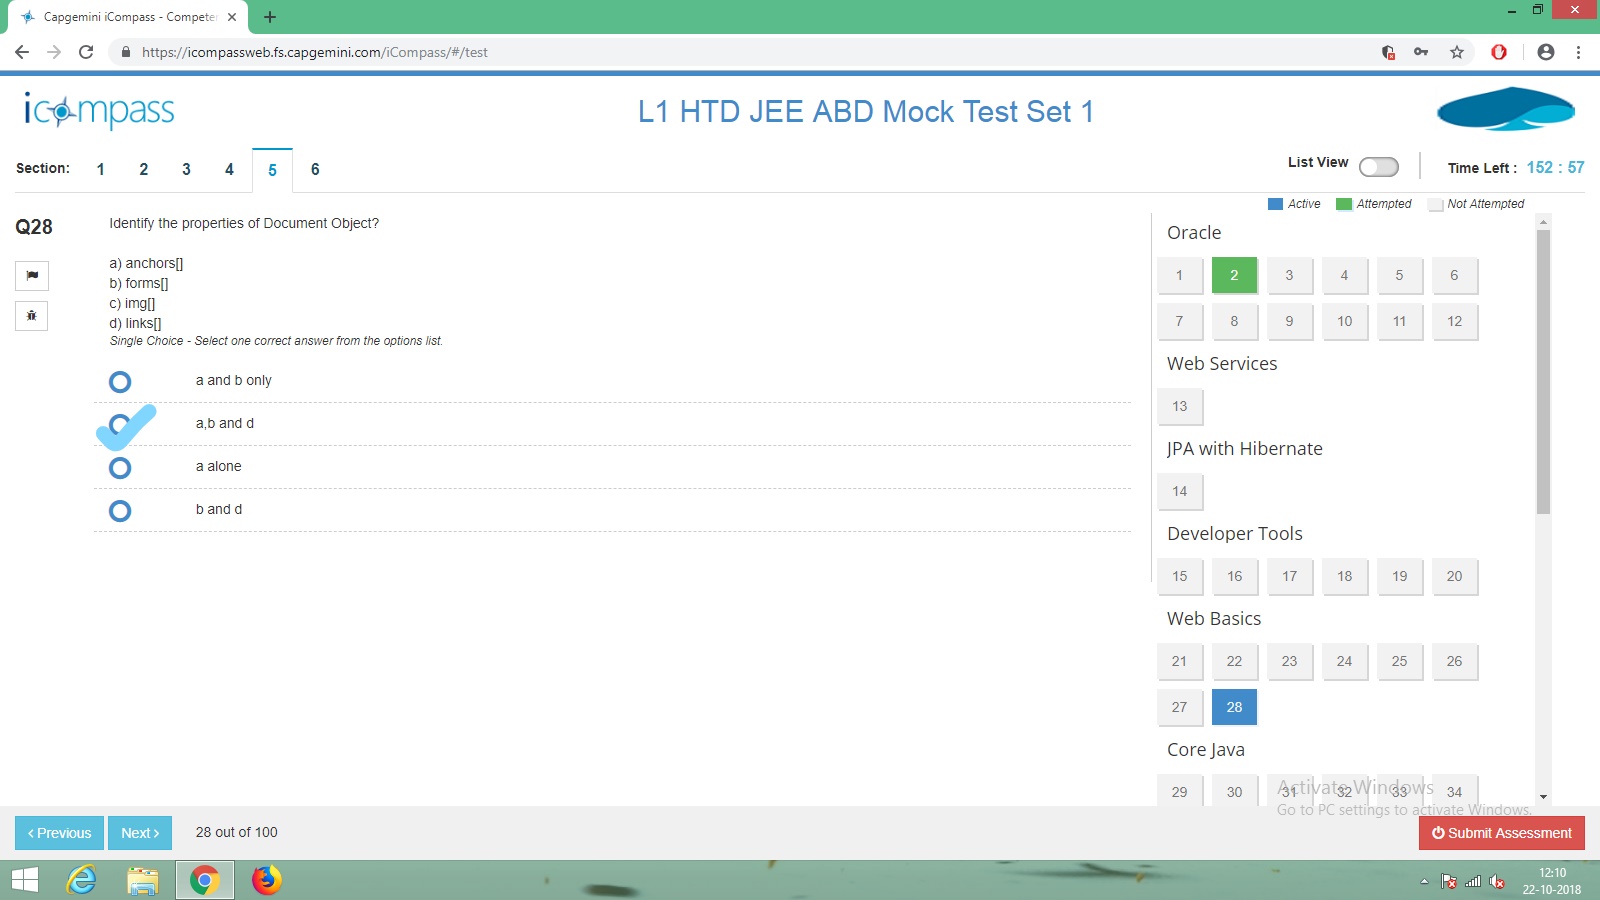 Capgemini iCompass - Competer
https://icompassweb.fs.capgemini.com/iCompass/#/test
icompass
L1 HTD JEE ABD Mock Test Set 1
Section: 1 2 3 4 5 6
List View
Time Left : 152 : 57
Active Attempted Not Attempted
Q28
Identify the properties of Document Object?
a) anchors[]
b) forms[]
c) img[]
d) links[]
Single Choice - Select one correct answer from the options list.
a and b only
a,b and d
a alone
b and d
Oracle
1 2 3 4 5 6
7 8 9 10 11 12
Web Services
13
JPA with Hibernate
14
Developer Tools
15 16 17 18 19 20
Web Basics
21 22 23 24 25 26
27 28
Core Java
29 30 31 32 33 34
Activate Windows
Go to PC settings to activate Windows.
Previous Next 28 out of 100
Submit Assessment
12:10
22-10-2018